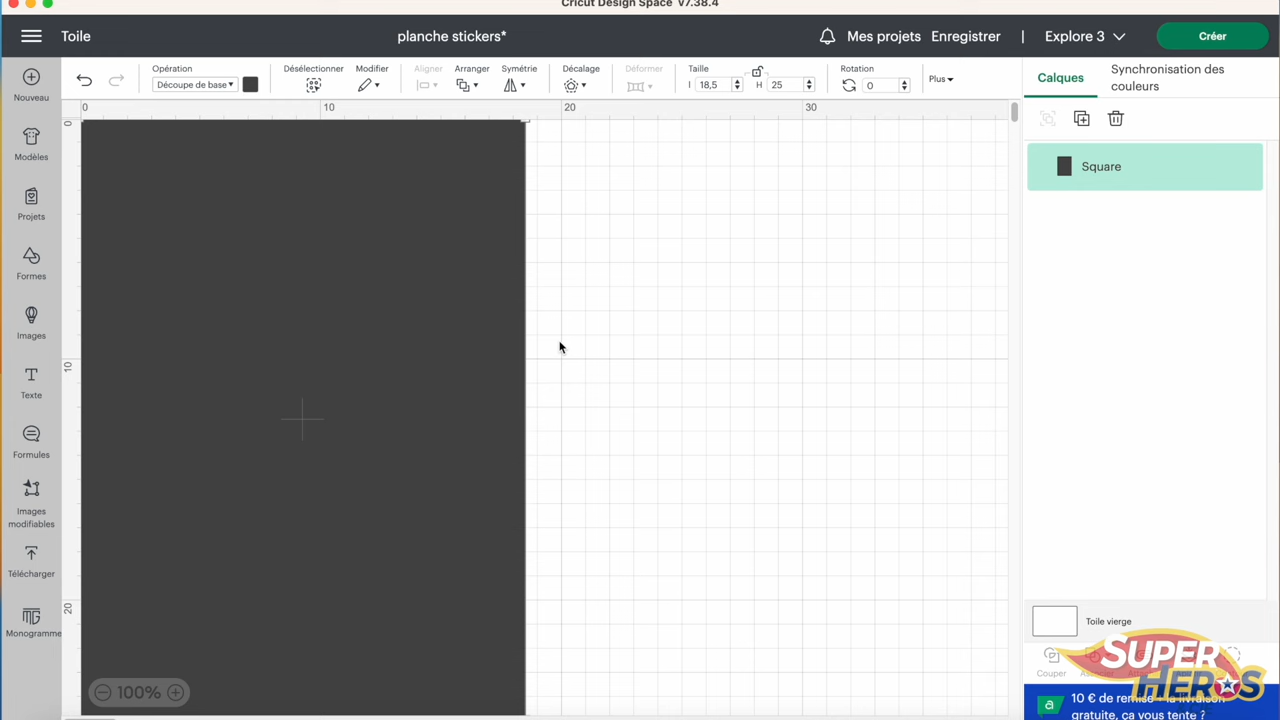 Cricut Design Space v7.38.4
Toile
planche stickers*
Mes projets
Enregistrer
|
Explore 3
Créer
Nouveau
Modèles
Projets
Formes
Images
Texte
Formules
Images
modifiables
Télécharger
Monogramme
Opération
Découpe de base
Désélectionner
Modifier
Aligner
Arranger
Symétrie
Décalage
Déformer
Taille
I 18,5
H 25
Rotation
0
Plus
0 10 20 30
0
10
20
100%
Calques
Synchronisation des
couleurs
Square
Toile vierge
Couper
SUPER
HEROS
a
10 € de remise
la livraison
gratuite, ça vous tente ?